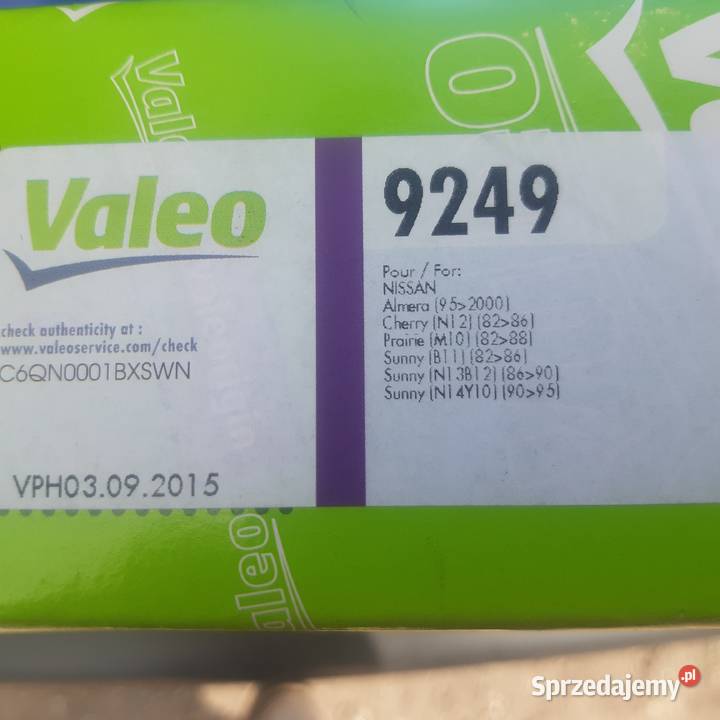 Valeo
Valeo
9249
Pour / For:
NISSAN
Almera (95>2000)
Cherry (N12) (82>86)
Prairie (M10) (82>88)
Sunny (B11) (82>86)
Sunny (N13B12) (86>90)
Sunny (N14Y10) (90>95)
check authenticity at :
www.valeoservice.com/check
C6QN0001BXSWN
VPH03.09.2015
Valeo
Sprzedajemy.pl